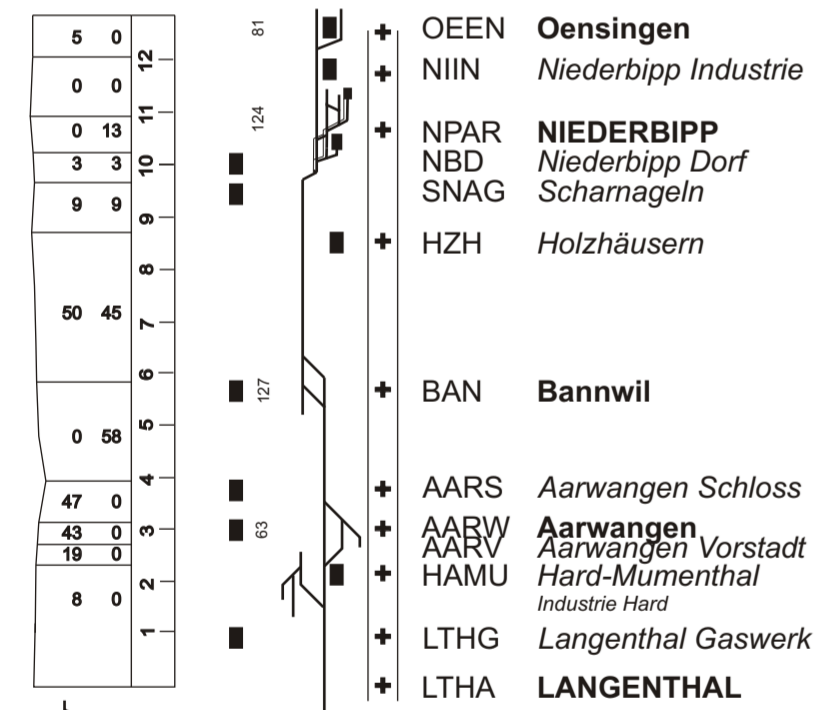 5 0 81 OEEN Oensingen
12
0 0 NIIN Niederbipp Industrie
11
124
0 13 NPAR NIEDERBIPP
3 3 10 NBD Niederbipp Dorf
SNAG Scharnageln
9 9 9
HZH Holzhäusern
8
50 45
7
6
127 BAN Bannwil
5
0 58
4
AARS Aarwangen Schloss
47 0
43 0 3 63 AARW Aarwangen
19 0 AARV Aarwangen Vorstadt
HAMU Hard-Mumenthal
2
8 0 Industrie Hard
1 LTHG Langenthal Gaswerk
LTHA LANGENTHAL